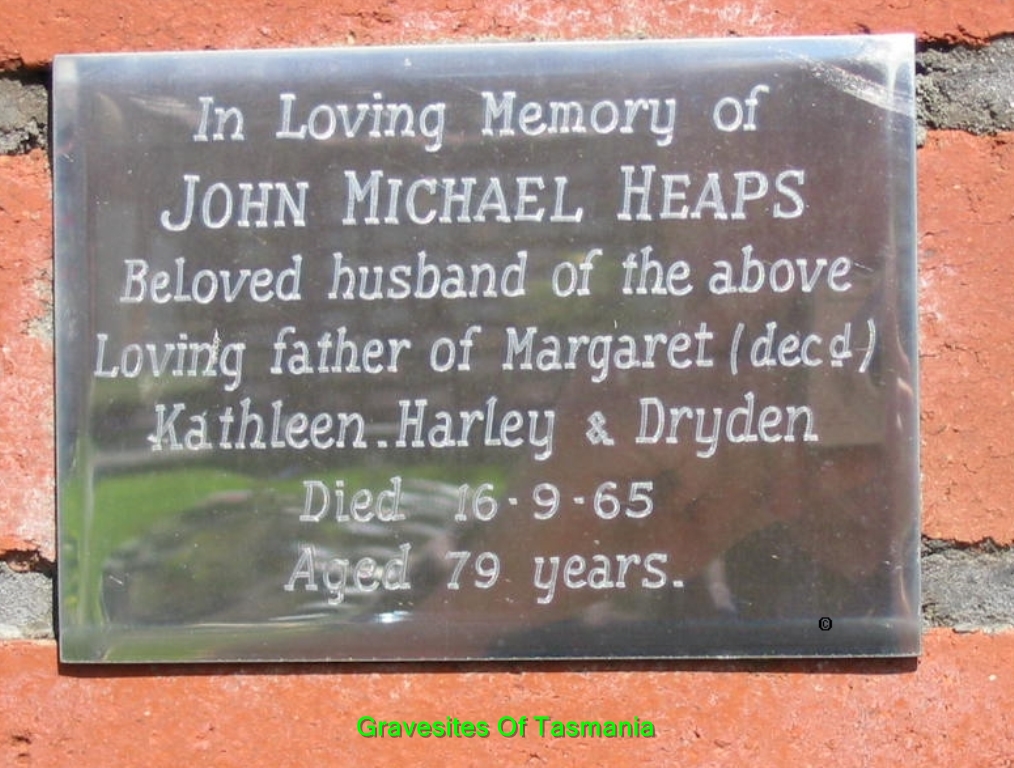 In Loving Memory of
JOHN MICHAEL HEAPS
Beloved husband of the above
Loving father of Margaret (decd)
Kathleen.Harley & Dryden
Died 16-9-65
Aged 79 years.
©
Gravesites Of Tasmania